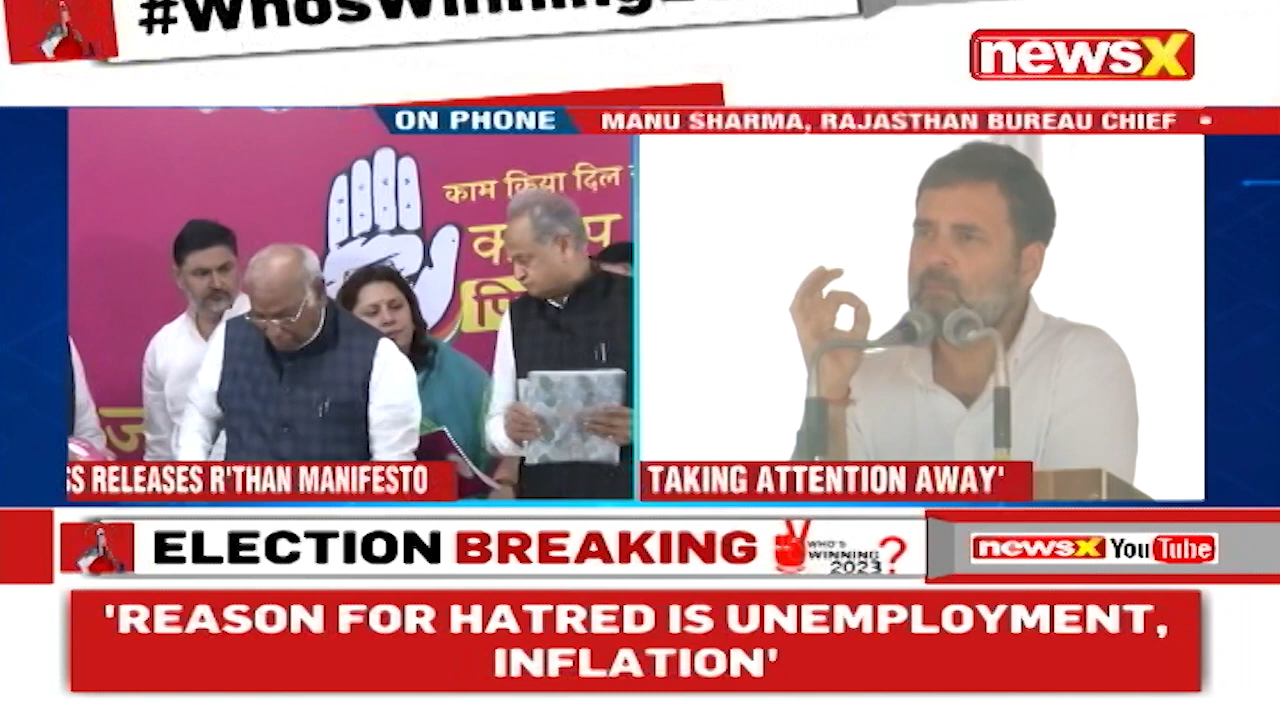 newsX
ON PHONE
MANU SHARMA, RAJASTHAN BUREAU CHIEF
काम किया दिल
SS RELEASES R'THAN MANIFESTO
TAKING ATTENTION AWAY'
ELECTION BREAKING
WHO'S WINNING 2023 ?
newsX YouTube
'REASON FOR HATRED IS UNEMPLOYMENT,
INFLATION'